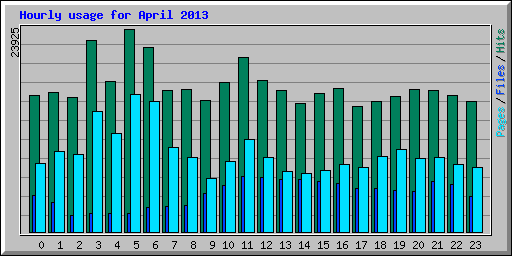 Hourly usage for April 2013
23925
Pages / Files / Hits
0 1 2 3 4 5 6 7 8 9 10 11 12 13 14 15 16 17 18 19 20 21 22 23